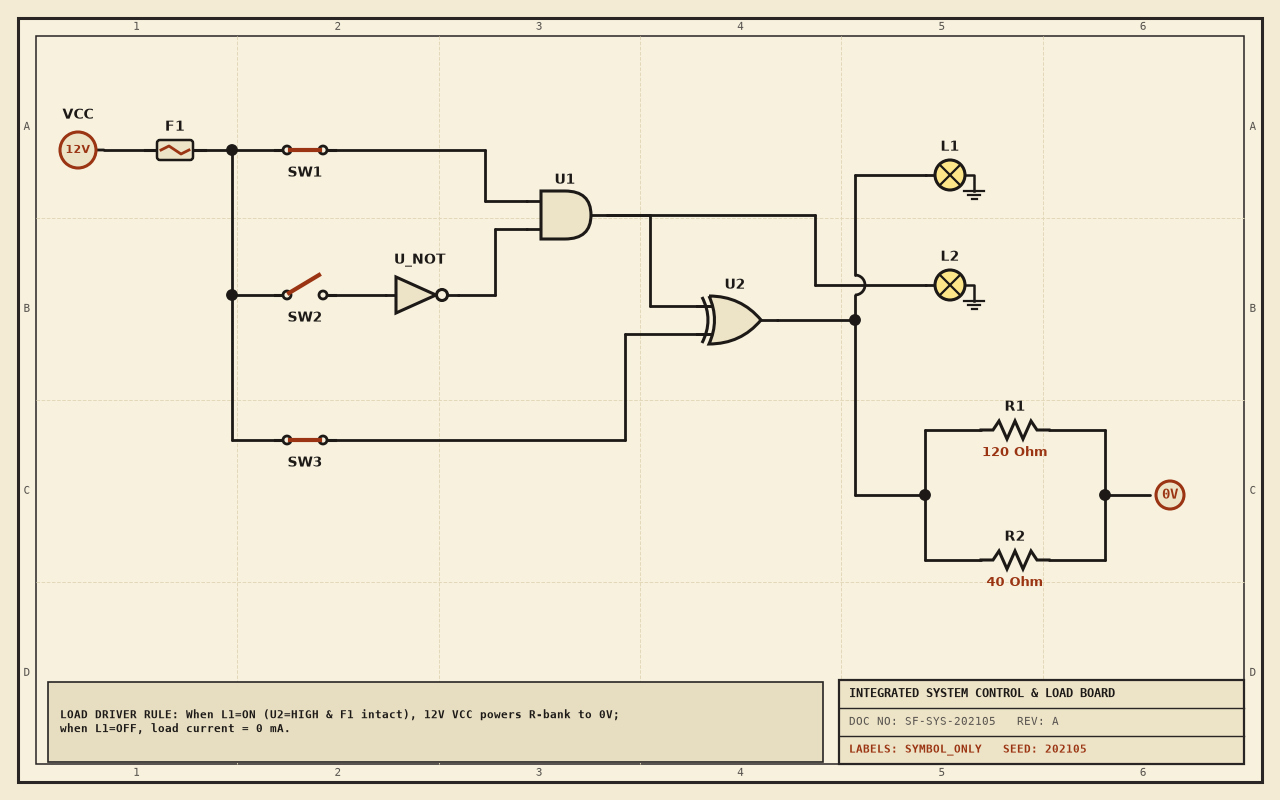 1 2 3 4 5 6
VCC
F1
L1
A A
12V
SW1
U1
L2
U_NOT
U2
B B
SW2
R1
120 Ohm
SW3
C C
0V
R2
40 Ohm
D D
LOAD DRIVER RULE: When L1=ON (U2=HIGH & F1 intact), 12V VCC powers R-bank to 0V;
when L1=OFF, load current = 0 mA.
INTEGRATED SYSTEM CONTROL & LOAD BOARD
DOC NO: SF-SYS-202105 REV: A
LABELS: SYMBOL_ONLY SEED: 202105
1 2 3 4 5 6